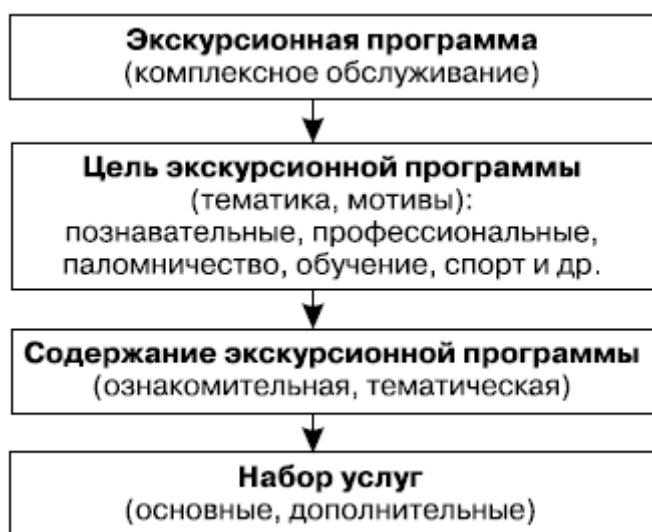 Экскурсионная программа
(комплексное обслуживание)
Цель экскурсионной программы
(тематика, мотивы):
познавательные, профессиональные,
паломничество, обучение, спорт и др.
Содержание экскурсионной программы
(ознакомительная, тематическая)
Набор услуг
(основные, дополнительные)